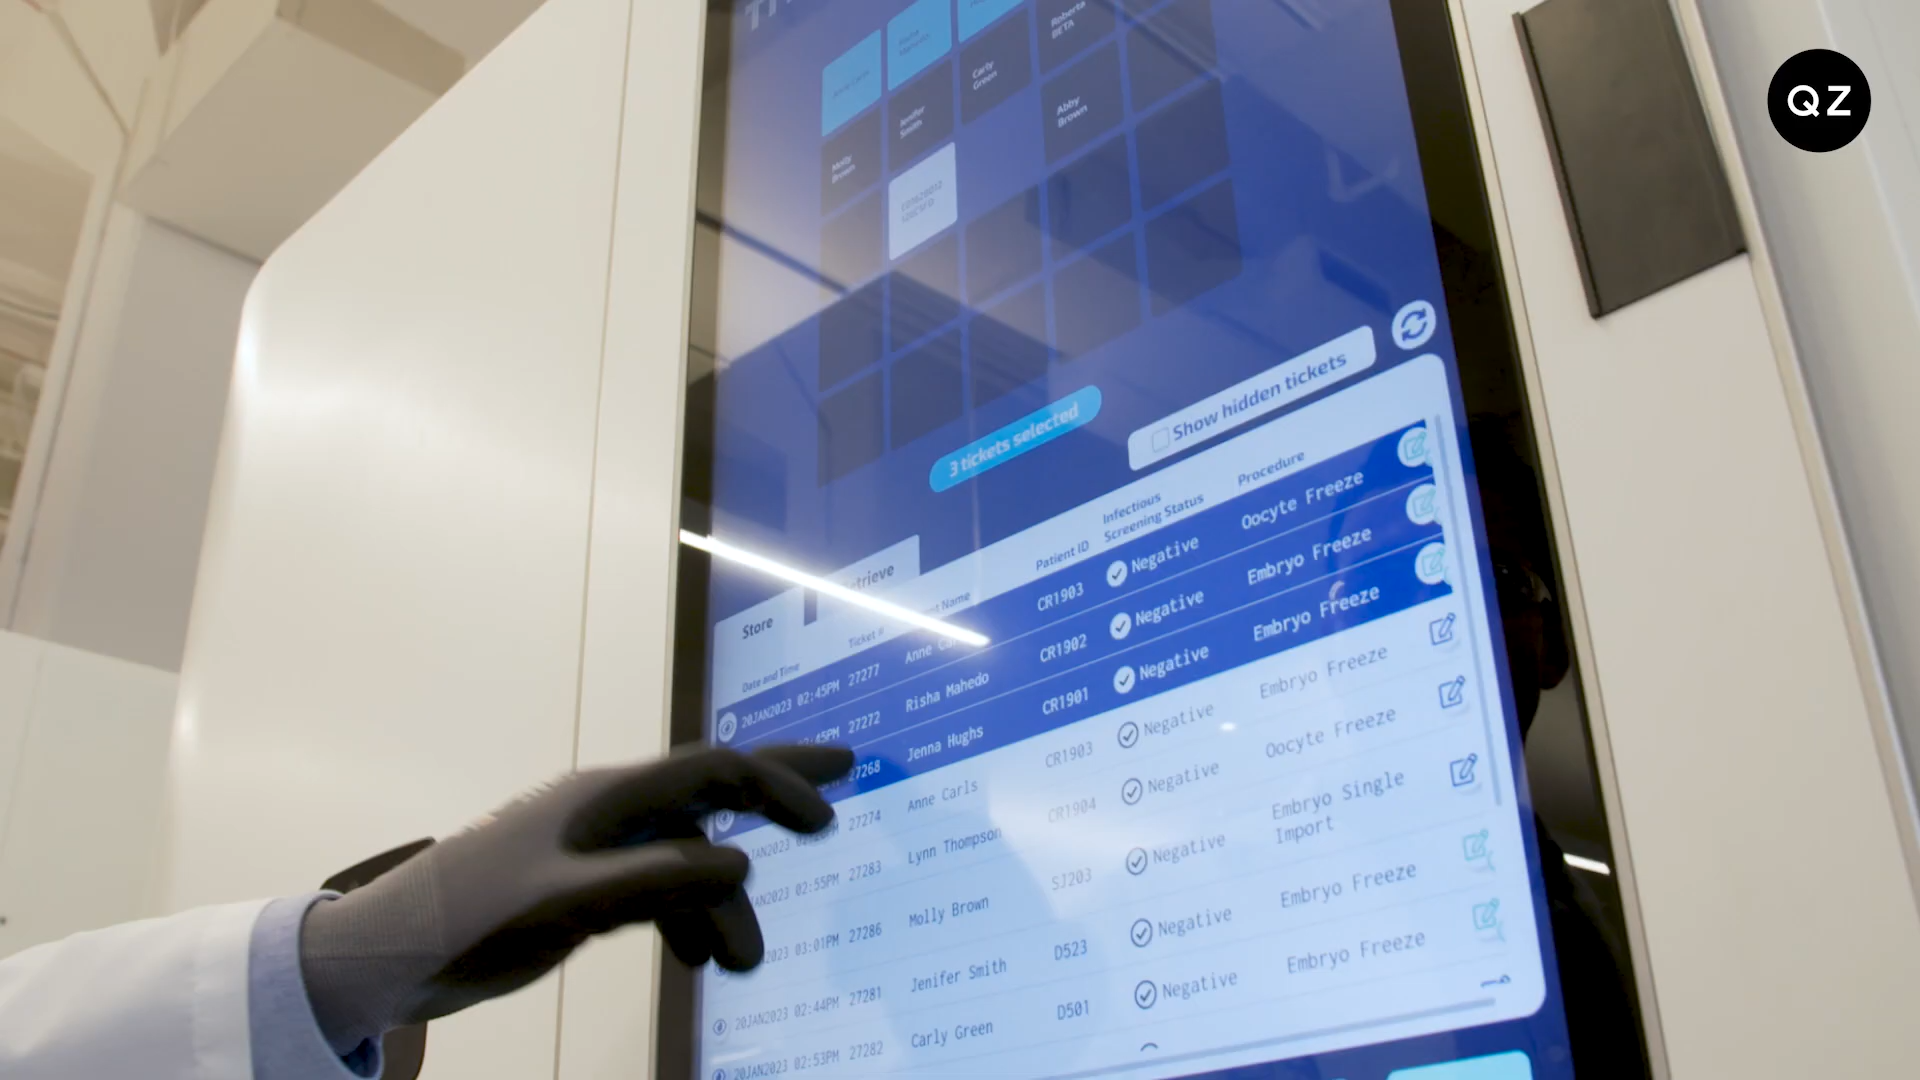 QZ
Roberta
BETA
Carly
Green
Abby
Brown
Jenifer
Smith
Molly
Brown
3 tickets selected
Show hidden tickets
Store
Date and Time Ticket # Name Patient ID Infectious Screening Status Procedure
20JAN2023 02:45PM 27277 Anne CR1903 Negative Oocyte Freeze
02:45PM 27272 Risha Mahedo CR1902 Negative Embryo Freeze
27268 Jenna Hughs CR1901 Negative Embryo Freeze
27274 Anne Carls CR1903 Negative Embryo Freeze
02:55PM 27283 Lynn Thompson CR1904 Negative Oocyte Freeze
03:01PM 27286 Molly Brown SJ203 Negative Embryo Single
Import
20JAN2023 02:44PM 27281 Jenifer Smith D523 Negative Embryo Freeze
20JAN2023 02:53PM 27282 Carly Green D501 Negative Embryo Freeze